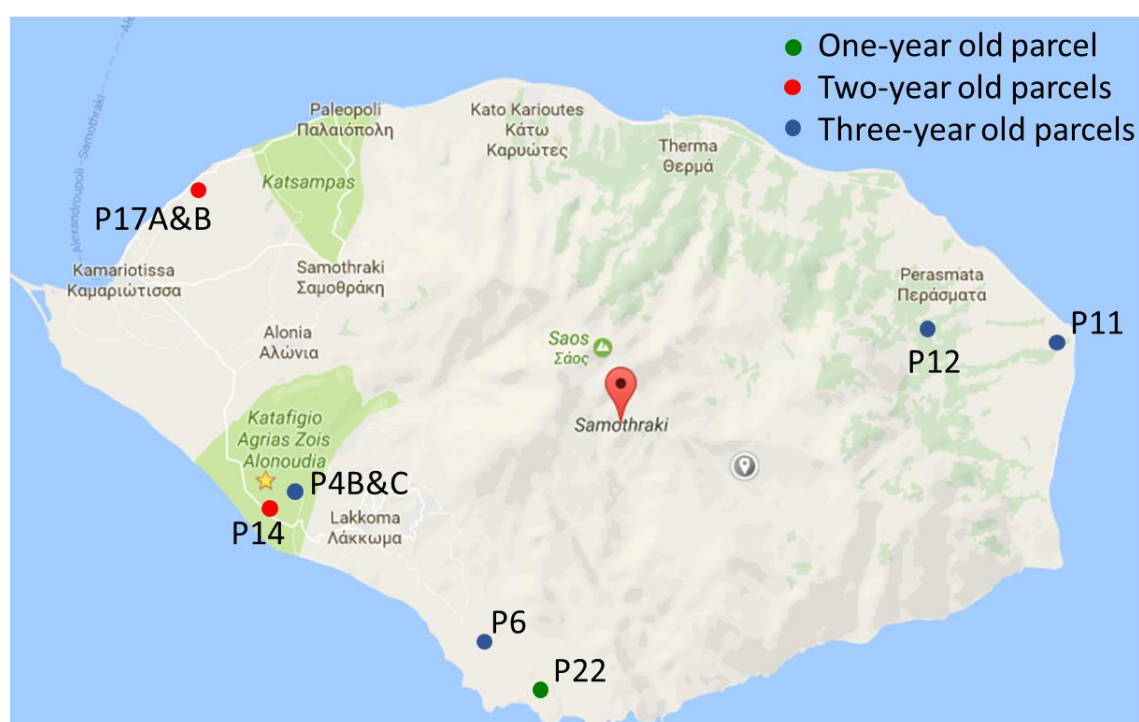 One-year old parcel
Two-year old parcels
Three-year old parcels
Paleopoli
Παλαιόπολη
Kato Karioutes
Κάτω
Καρυώτες
Therma
Θερμά
Katsampas
Alexandroupoli - Samothraki
P17A&B
Kamariotissa
Καμαριώτισσα
Samothraki
Σαμοθράκη
Perasmata
Περάσματα
Alonia
Αλώνια
Saos
Σάος
P12
P11
Samothraki
Katafigio
Agrias Zois
Alonoudia
P4B&C
P14
Lakkoma
Λάκκωμα
P6
P22